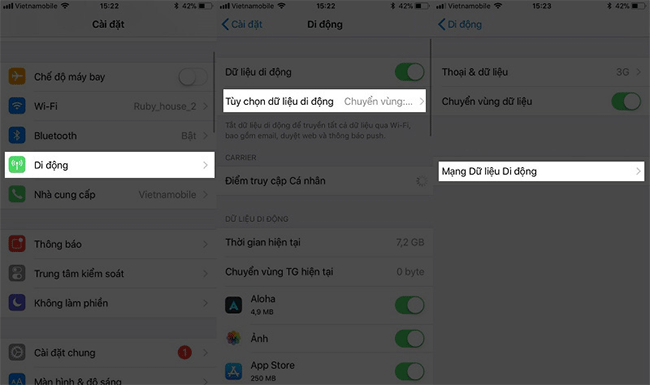 Vietnamobile 15:22 42%
Cài đặt
Chế độ máy bay
Wi-Fi Ruby_house_2
Bluetooth Bật
Di động
Nhà cung cấp Vietnamobile
Thông báo
Trung tâm kiểm soát
Không làm phiền
Cài đặt chung 1
Màn hình & độ sáng
Vietnamobile 15:22 42%
Cài đặt Di động
Dữ liệu di động
Tùy chọn dữ liệu di động Chuyển vùng:...
Tắt dữ liệu di động để truyền tất cả dữ liệu qua Wi-Fi,
bao gồm email, duyệt web và thông báo push.
CARRIER
Điểm truy cập Cá nhân
DỮ LIỆU DI ĐỘNG
Thời gian hiện tại 7,2 GB
Chuyển vùng TG hiện tại 0 byte
Aloha
4,9 MB
Ảnh
App Store
250 MB
Vietnamobile 15:23 42%
Di động
Thoại & dữ liệu 3G
Chuyển vùng dữ liệu
Mạng Dữ liệu Di động